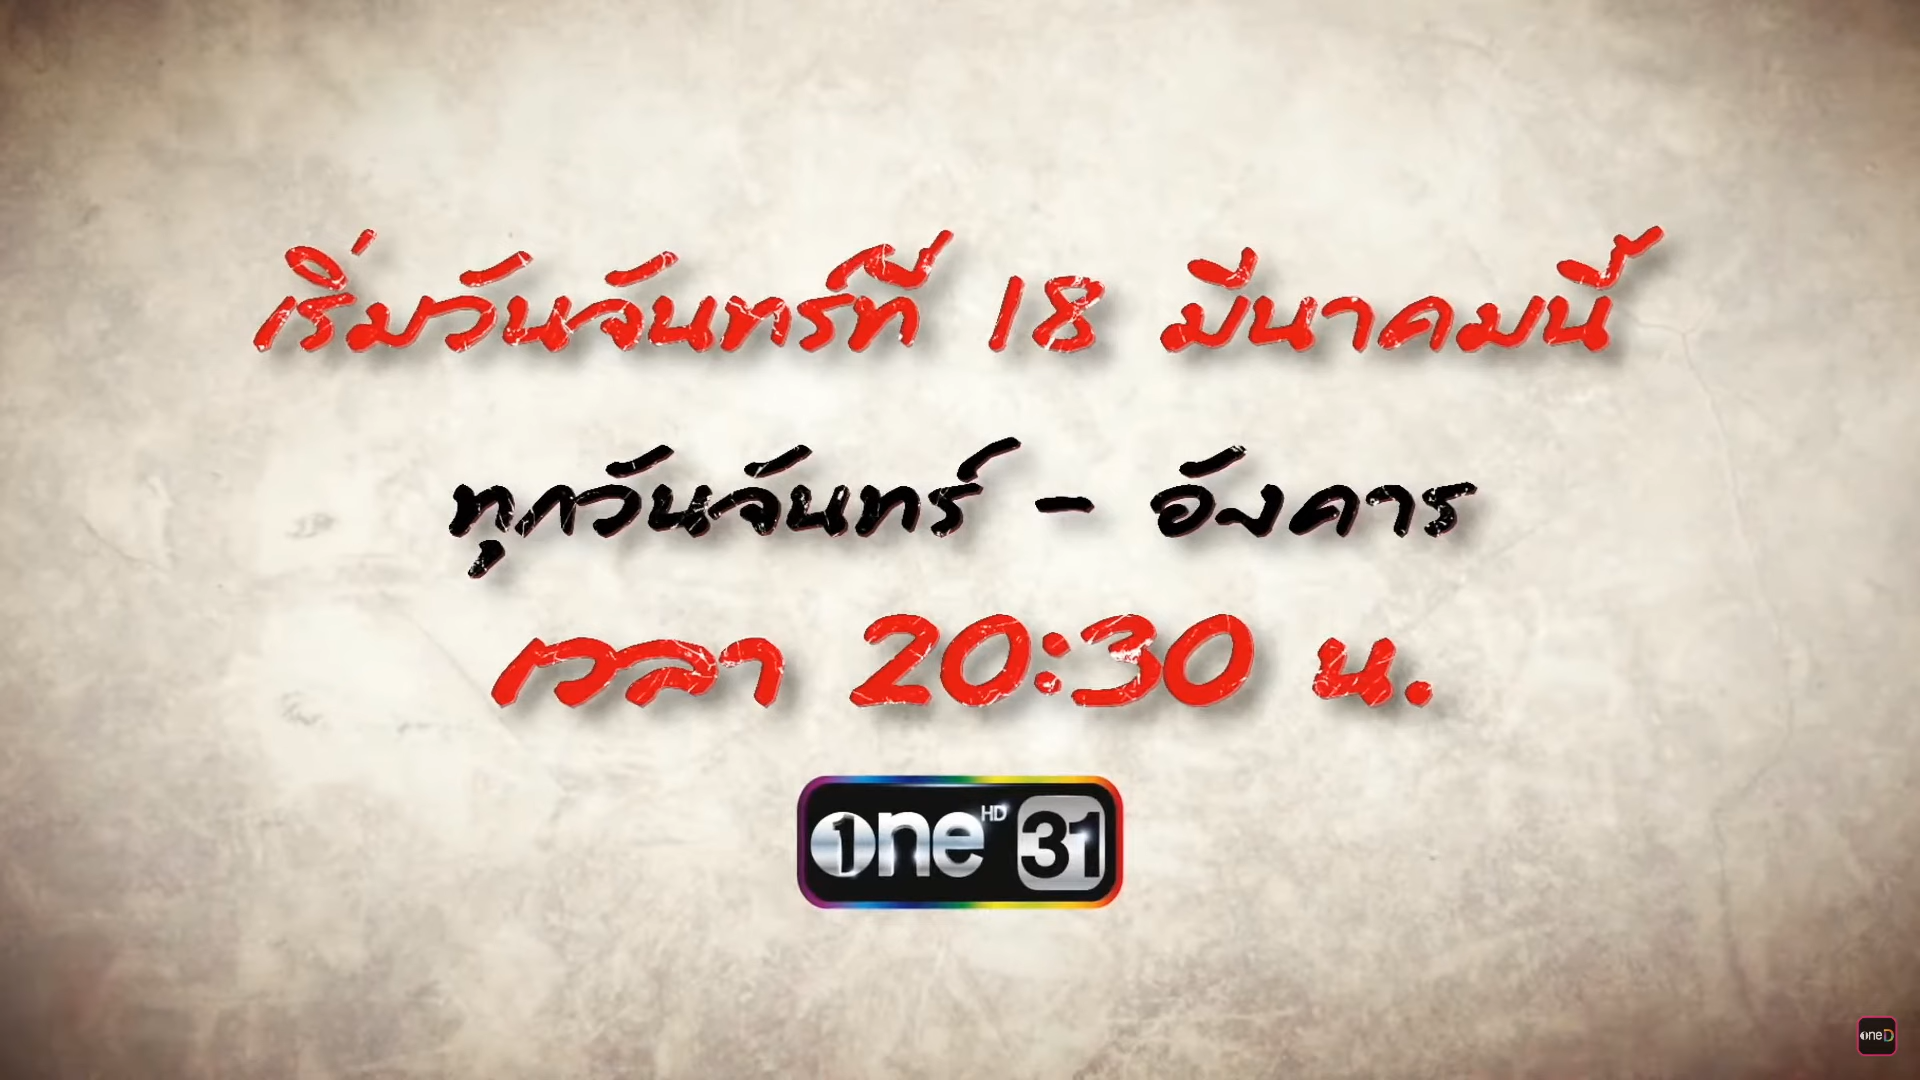 เริ่มวันจันทร์ที่ 18 มีนาคมนี้
ทุกวันจันทร์ - อังคาร
เวลา 20:30 น.
one HD 31
oneD